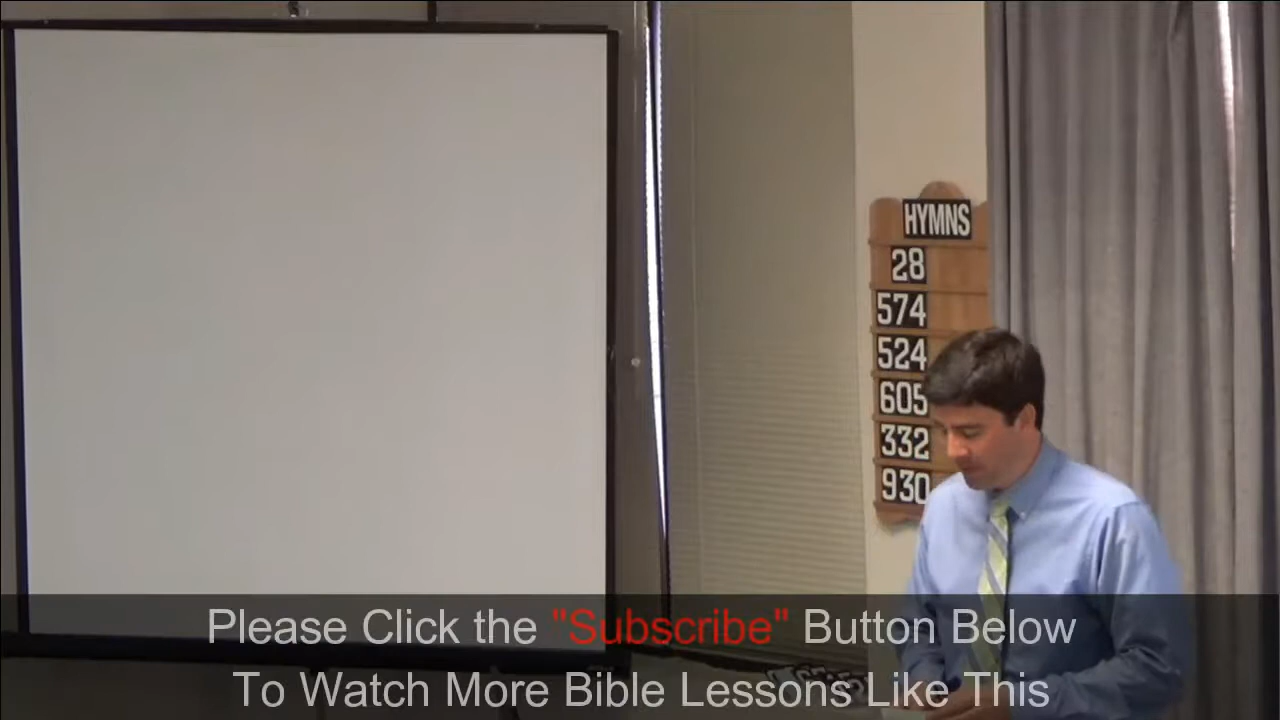 HYMNS
28
574
524
605
332
930
Please Click the "Subscribe" Button Below
To Watch More Bible Lessons Like This